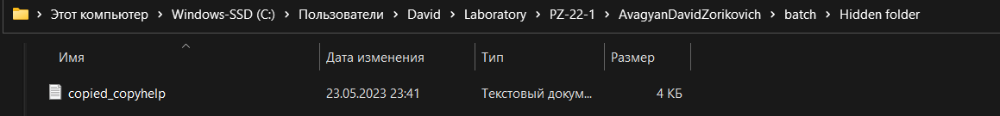 Этот компьютер > Windows-SSD (C:) > Пользователи > David > Laboratory > PZ-22-1 > AvagyanDavidZorikovich > batch > Hidden folder
Имя Дата изменения Тип Размер
copied_copyhelp 23.05.2023 23:41 Текстовый докум... 4 КБ